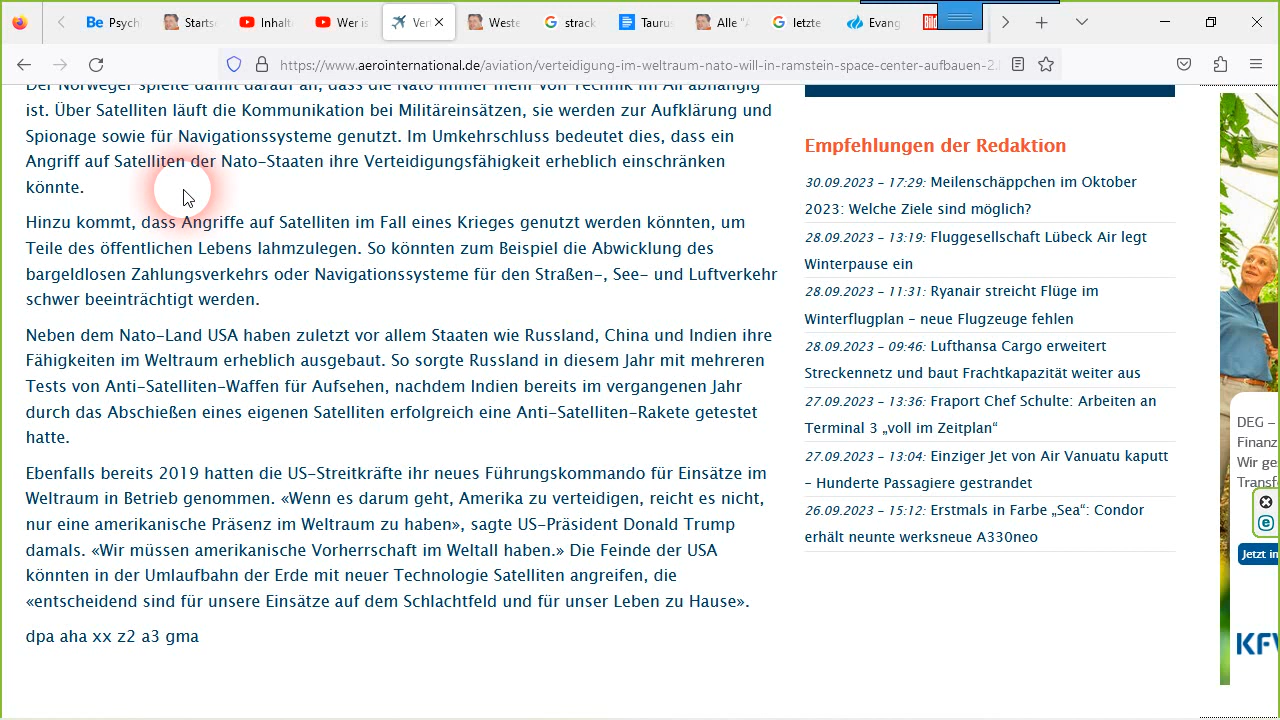 Psych
Starts
Inhalt
Wer is
Ver
Weste
strack
Taurus
Alle "A
letzte
Evang
Bild
https://www.aerointernational.de/aviation/verteidigung-im-weltraum-nato-will-in-ramstein-space-center-aufbauen-2.
Der Norweger spielte damit darauf an, dass die Nato immer mehr von Technik im All abhängig
ist. Über Satelliten läuft die Kommunikation bei Militäreinsätzen, sie werden zur Aufklärung und
Spionage sowie für Navigationssysteme genutzt. Im Umkehrschluss bedeutet dies, dass ein
Angriff auf Satelliten der Nato-Staaten ihre Verteidigungsfähigkeit erheblich einschränken
könnte.
Hinzu kommt, dass Angriffe auf Satelliten im Fall eines Krieges genutzt werden könnten, um
Teile des öffentlichen Lebens lahmzulegen. So könnten zum Beispiel die Abwicklung des
bargeldlosen Zahlungsverkehrs oder Navigationssysteme für den Straßen-, See- und Luftverkehr
schwer beeinträchtigt werden.
Neben dem Nato-Land USA haben zuletzt vor allem Staaten wie Russland, China und Indien ihre
Fähigkeiten im Weltraum erheblich ausgebaut. So sorgte Russland in diesem Jahr mit mehreren
Tests von Anti-Satelliten-Waffen für Aufsehen, nachdem Indien bereits im vergangenen Jahr
durch das Abschießen eines eigenen Satelliten erfolgreich eine Anti-Satelliten-Rakete getestet
hatte.
Ebenfalls bereits 2019 hatten die US-Streitkräfte ihr neues Führungskommando für Einsätze im
Weltraum in Betrieb genommen. «Wenn es darum geht, Amerika zu verteidigen, reicht es nicht,
nur eine amerikanische Präsenz im Weltraum zu haben», sagte US-Präsident Donald Trump
damals. «Wir müssen amerikanische Vorherrschaft im Weltall haben.» Die Feinde der USA
könnten in der Umlaufbahn der Erde mit neuer Technologie Satelliten angreifen, die
«entscheidend sind für unsere Einsätze auf dem Schlachtfeld und für unser Leben zu Hause».
dpa aha xx z2 a3 gma
Empfehlungen der Redaktion
30.09.2023 - 17:29: Meilenschäppchen im Oktober
2023: Welche Ziele sind möglich?
28.09.2023 - 13:19: Fluggesellschaft Lübeck Air legt
Winterpause ein
28.09.2023 - 11:31: Ryanair streicht Flüge im
Winterflugplan – neue Flugzeuge fehlen
28.09.2023 - 09:46: Lufthansa Cargo erweitert
Streckennetz und baut Frachtkapazität weiter aus
27.09.2023 - 13:36: Fraport Chef Schulte: Arbeiten an
Terminal 3 „voll im Zeitplan“
27.09.2023 - 13:04: Einziger Jet von Air Vanuatu kaputt
– Hunderte Passagiere gestrandet
26.09.2023 - 15:12: Erstmals in Farbe „Sea“: Condor
erhält neunte werksneue A330neo
DEG –
Finanz
Wir ge
Transf
Jetzt in
KFW